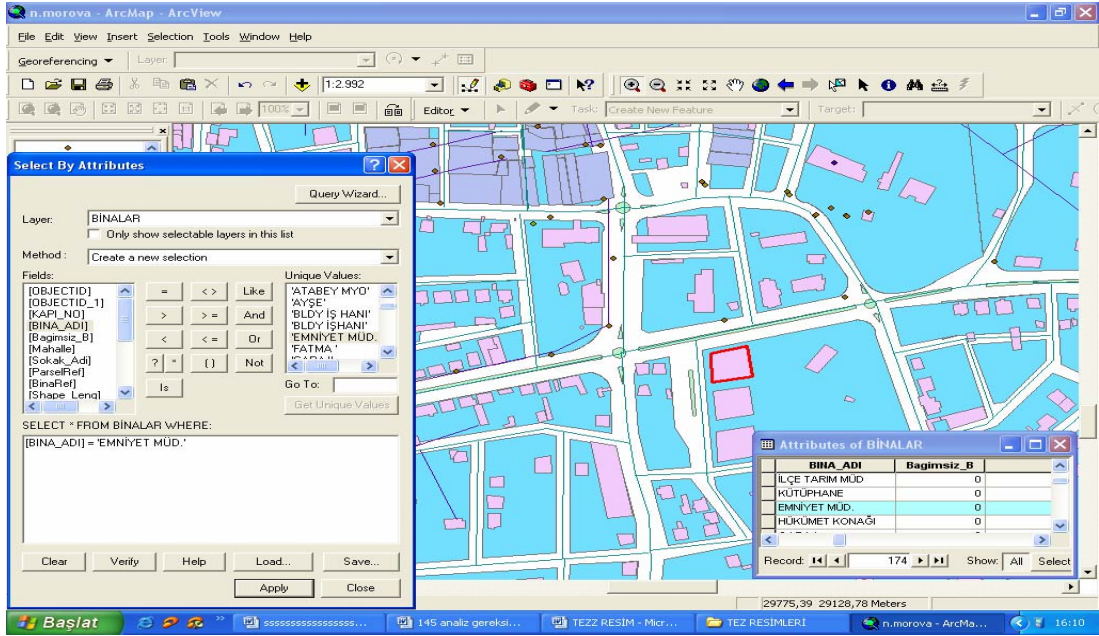 n.morova - ArcMap - ArcView
File Edit View Insert Selection Tools Window Help
Georeferencing Layer:
1:2.992
100% Editor Task: Create New Feature Target:
Select By Attributes
Query Wizard...
Layer: BİNALAR
Only show selectable layers in this list
Method : Create a new selection
Fields: Unique Values:
[OBJECTID]
[OBJECTID_1]
[KAPI_NO]
[BINA_ADI]
[Bagimsiz_B]
[Mahalle]
[Sokak_Adi]
[ParselRef]
[BinaRef]
[Shape_Leng]
= <> Like
> >= And
< <= Or
? * () Not
Is
'ATABEY MYO'
'AYŞE'
'BLDY İŞ HANI'
'BLDY İŞHANI'
'EMNİYET MÜD.
'FATMA '
Go To:
Get Unique Values
SELECT * FROM BİNALAR WHERE:
[BINA_ADI] = 'EMNİYET MÜD.'
Clear Verify Help Load... Save...
Apply Close
Attributes of BİNALAR
BINA_ADI Bagimsiz_B
İLÇE TARIM MÜD 0
KÜTÜPHANE 0
EMNİYET MÜD. 0
HÜKÜMET KONAĞI 0
Record: 174 Show: All Select
29775,39 29128,78 Meters
Başlat sssssssssssssssss... 145 analiz gereksi... TEZZ RESİM - Micr... TEZ RESİMLERİ n.morova - ArcMa... 16:10